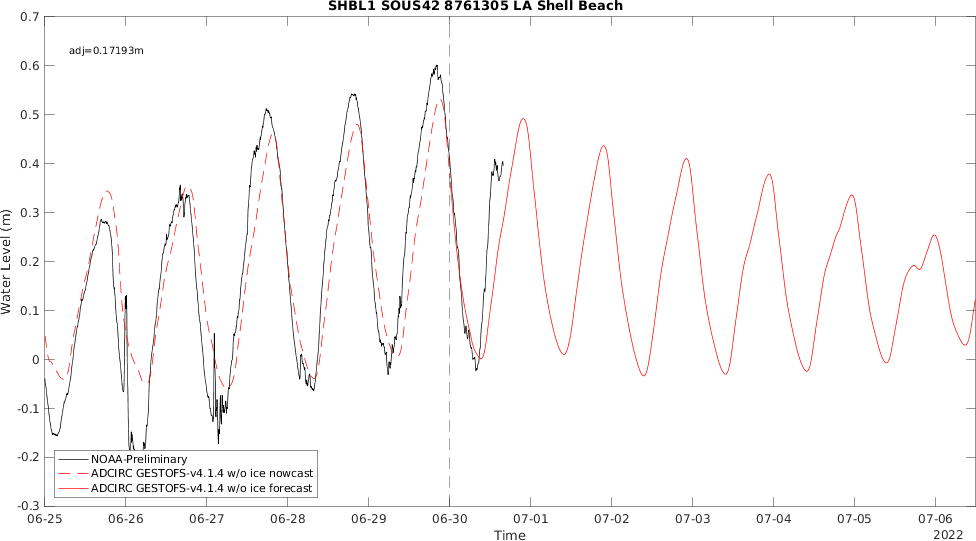 SHBL1 SOUS42 8761305 LA Shell Beach
0.7
adj=0.17193m
0.6
0.5
0.4
0.3
0.2
0.1
0
-0.1
-0.2
-0.3
Water Level (m)
NOAA-Preliminary
ADCIRC GESTOFS-v4.1.4 w/o ice nowcast
ADCIRC GESTOFS-v4.1.4 w/o ice forecast
06-25 06-26 06-27 06-28 06-29 06-30 07-01 07-02 07-03 07-04 07-05 07-06
Time
2022